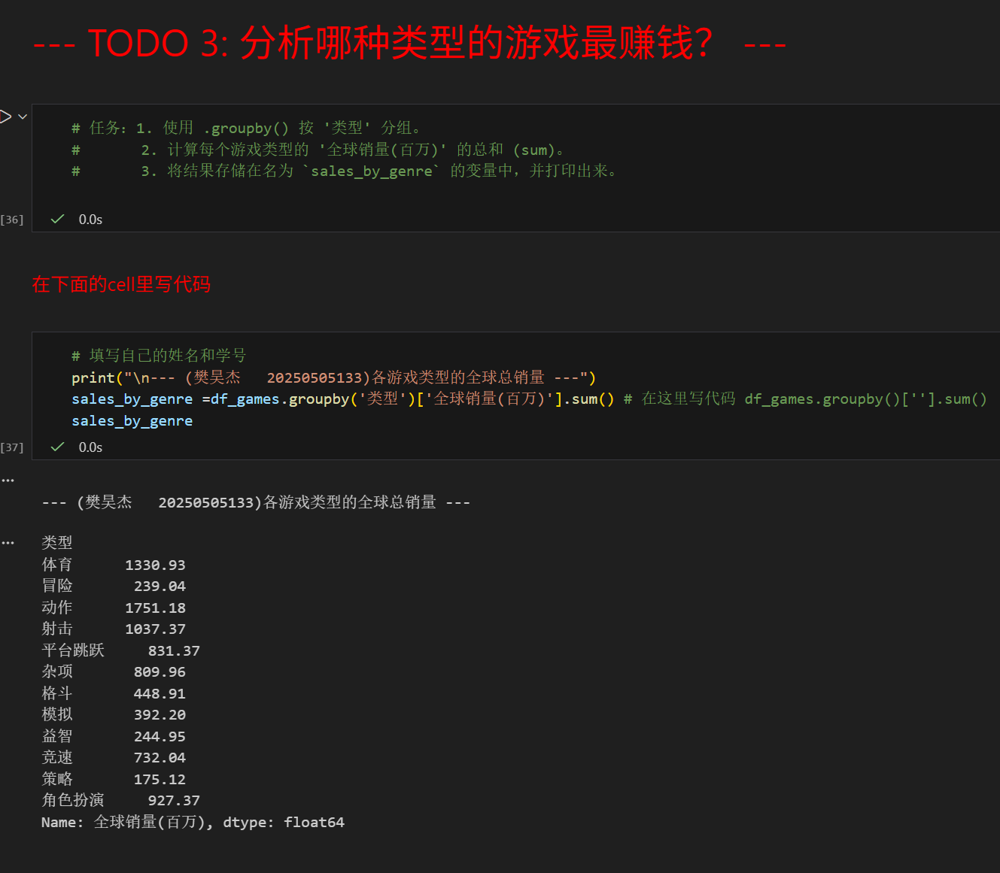 --- TODO 3: 分析哪种类型的游戏最赚钱？ ---
# 任务：1. 使用 .groupby() 按 '类型' 分组。
#       2. 计算每个游戏类型的 '全球销量(百万)' 的总和 (sum)。
#       3. 将结果存储在名为 `sales_by_genre` 的变量中，并打印出来。
[36] 0.0s
在下面的cell里写代码
# 填写自己的姓名和学号
print("\n--- (樊昊杰   20250505133)各游戏类型的全球总销量 ---")
sales_by_genre =df_games.groupby('类型')['全球销量(百万)'].sum() # 在这里写代码 df_games.groupby()[''].sum()
sales_by_genre
[37] 0.0s
--- (樊昊杰   20250505133)各游戏类型的全球总销量 ---
类型
体育      1330.93
冒险       239.04
动作      1751.18
射击      1037.37
平台跳跃     831.37
杂项       809.96
格斗       448.91
模拟       392.20
益智       244.95
竞速       732.04
策略       175.12
角色扮演     927.37
Name: 全球销量(百万), dtype: float64